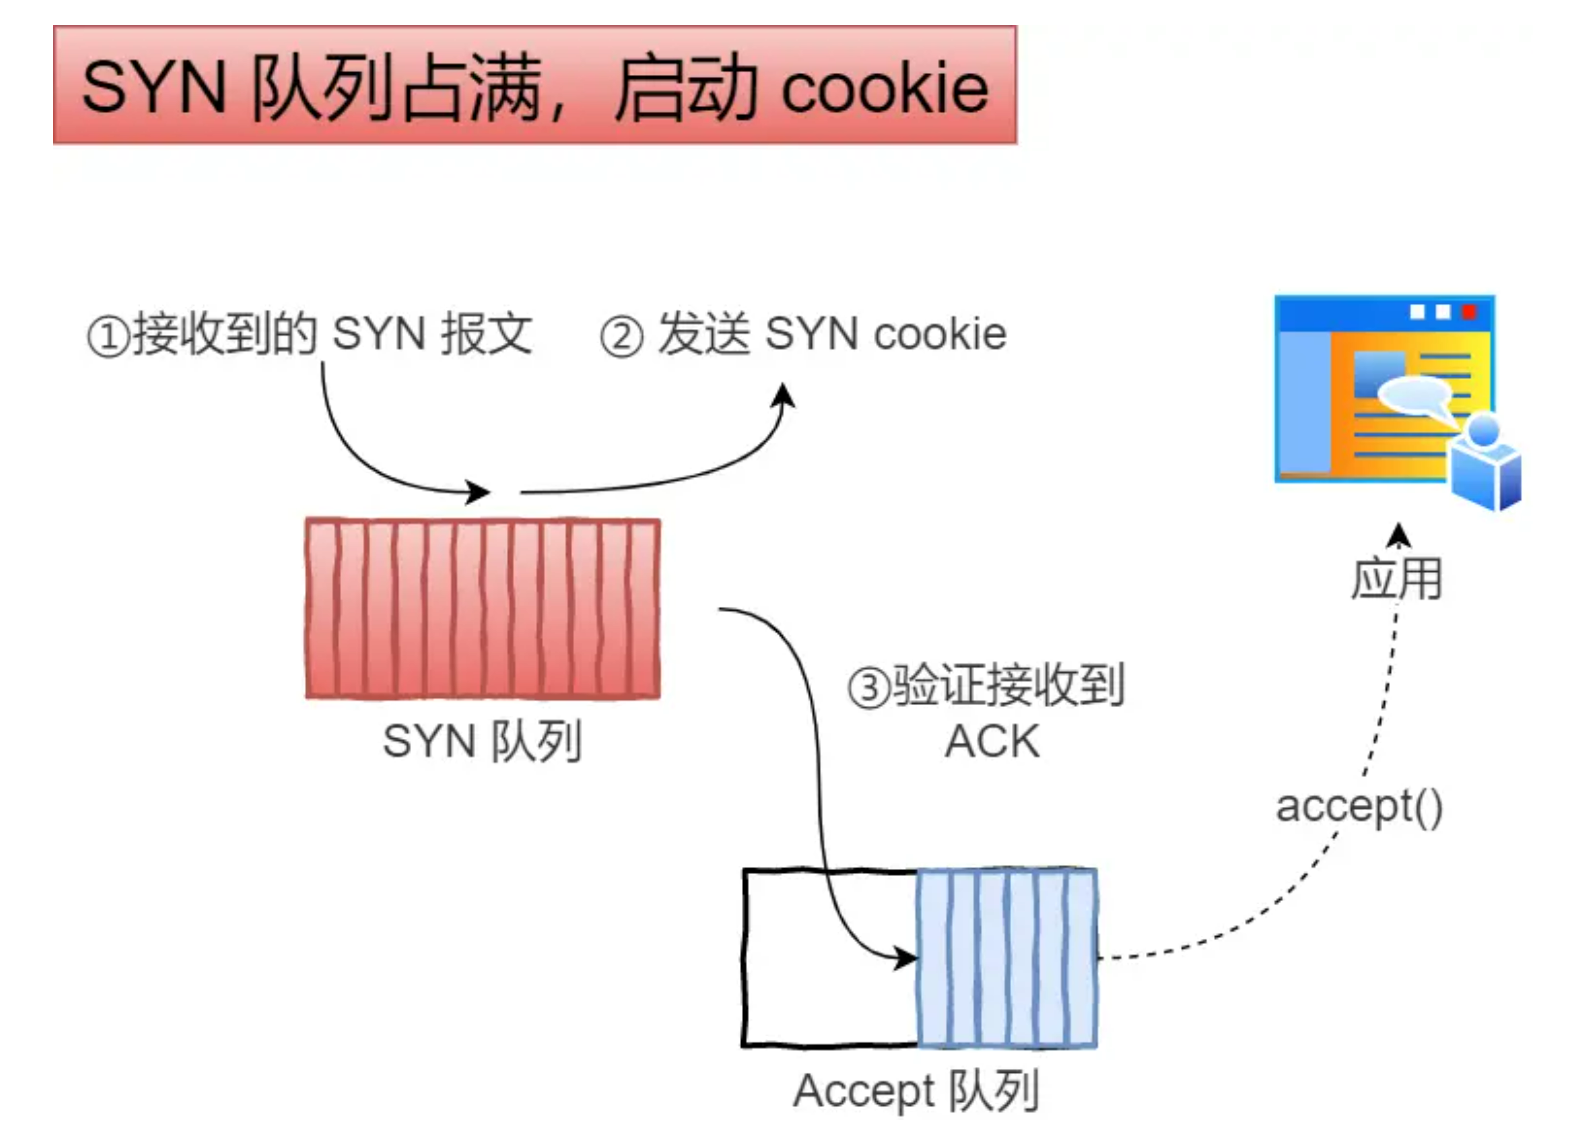 SYN 队列占满，启动 cookie
①接收到的 SYN 报文
② 发送 SYN cookie
SYN 队列
③验证接收到
ACK
应用
accept()
Accept 队列